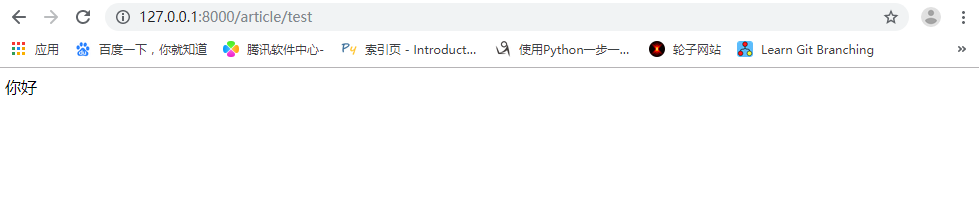 127.0.0.1:8000/article/test
应用 百度一下，你就知道 腾讯软件中心- 索引页 - Introduct... 使用Python一步一... 轮子网站 Learn Git Branching »
你好